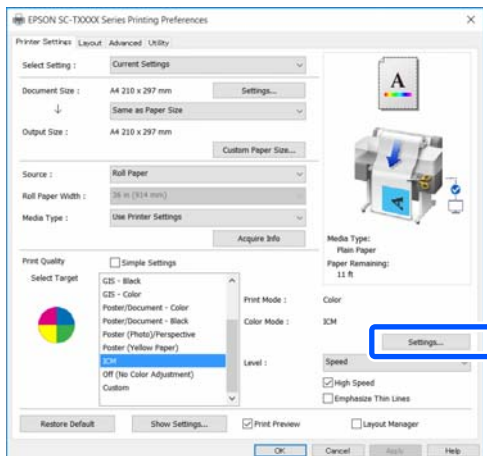 EPSON SC-TXXXX Series Printing Preferences
Printer Settings Layout Advanced Utility
Select Setting : Current Settings
Document Size : A4 210 x 297 mm Settings...
Same as Paper Size
Output Size : A4 210 x 297 mm
Custom Paper Size...
Source : Roll Paper
Roll Paper Width : 36 in (914 mm)
Media Type : Use Printer Settings
Acquire Info
A
A
Media Type:
Plain Paper
Paper Remaining:
11 ft
Print Quality Simple Settings
Select Target
GIS - Black
GIS - Color
Poster/Document - Color
Poster/Document - Black
Poster (Photo)/Perspective
Poster (Yellow Paper)
ICM
Off (No Color Adjustment)
Custom
Print Mode : Color
Color Mode : ICM
Settings...
Level : Speed
High Speed
Emphasize Thin Lines
Restore Default Show Settings... Print Preview Layout Manager
OK Cancel Apply Help